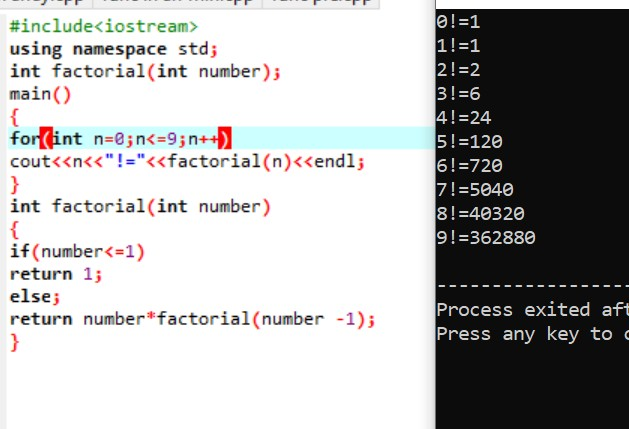 #include<iostream>
using namespace std;
int factorial(int number);
main()
{
for(int n=0;n<=9;n++)
cout<<n<<"!="<<factorial(n)<<endl;
}
int factorial(int number)
{
if(number<=1)
return 1;
else;
return number*factorial(number -1);
}
0!=1
1!=1
2!=2
3!=6
4!=24
5!=120
6!=720
7!=5040
8!=40320
9!=362880
--------------------
Process exited aft
Press any key to c